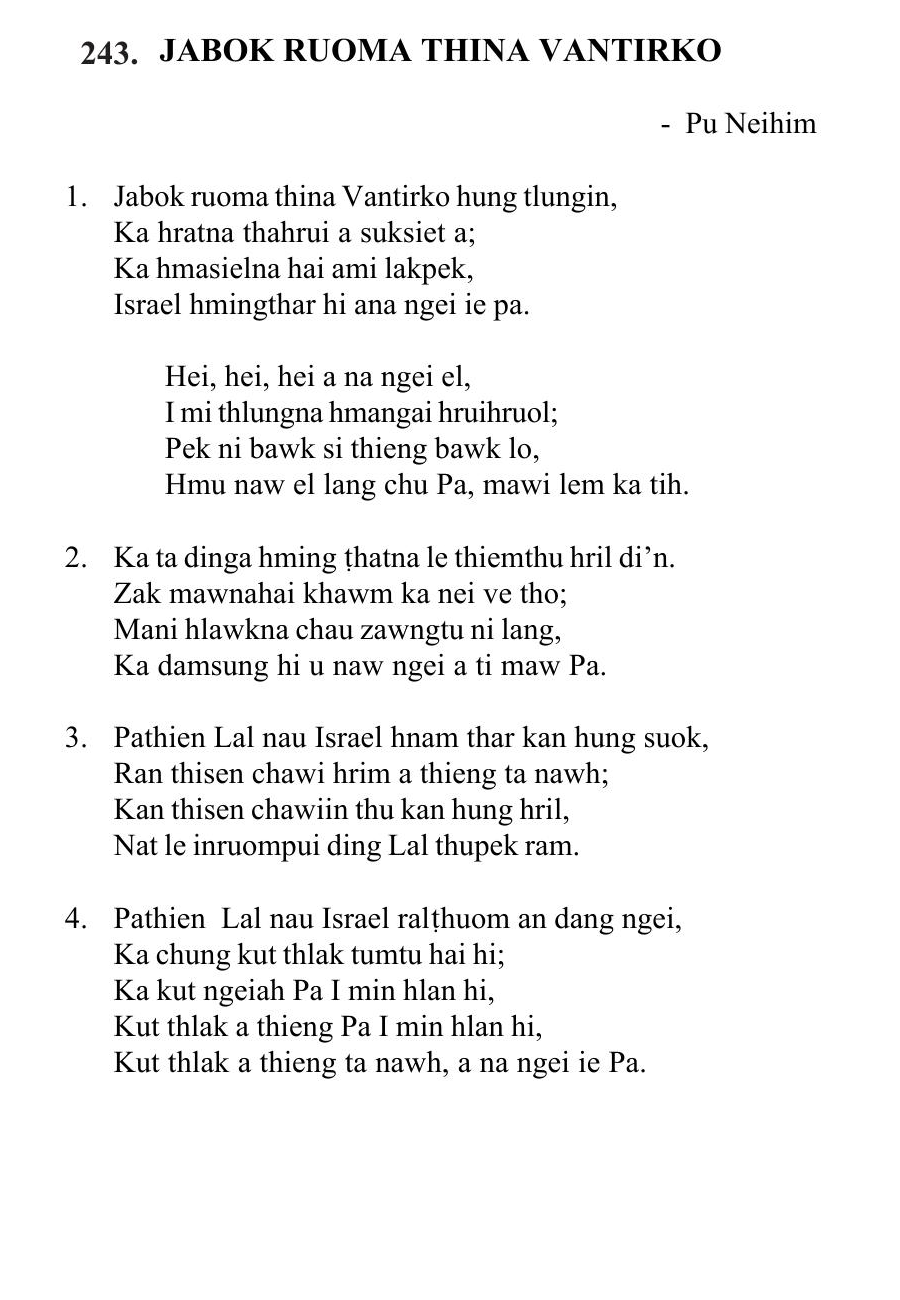 243. JABOK RUOMA THINA VANTIRKO
- Pu Neihim
1. Jabok ruoma thina Vantirko hung tlungin,
Ka hratna thahrui a suksiet a;
Ka hmasielna hai ami lakpek,
Israel hmingthar hi ana ngei ie pa.
Hei, hei, hei a na ngei el,
I mi thlungna hmangai hruihruol;
Pek ni bawk si thieng bawk lo,
Hmu naw el lang chu Pa, mawi lem ka tih.
2. Ka ta dinga hming ṭhatna le thiemthu hril di’n.
Zak mawnahai khawm ka nei ve tho;
Mani hlawkna chau zawngtu ni lang,
Ka damsung hi u naw ngei a ti maw Pa.
3. Pathien Lal nau Israel hnam thar kan hung suok,
Ran thisen chawi hrim a thieng ta nawh;
Kan thisen chawiin thu kan hung hril,
Nat le inruompui ding Lal thupek ram.
4. Pathien Lal nau Israel ralṭhuom an dang ngei,
Ka chung kut thlak tumtu hai hi;
Ka kut ngeiah Pa I min hlan hi,
Kut thlak a thieng Pa I min hlan hi,
Kut thlak a thieng ta nawh, a na ngei ie Pa.